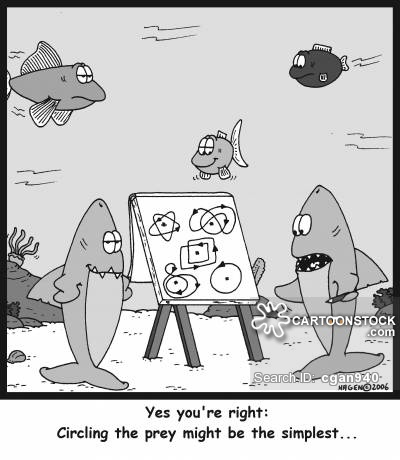 CARTOONSTOCK
.com
Search ID: cgan940
HAGEN©2006
Yes you're right:
Circling the prey might be the simplest...